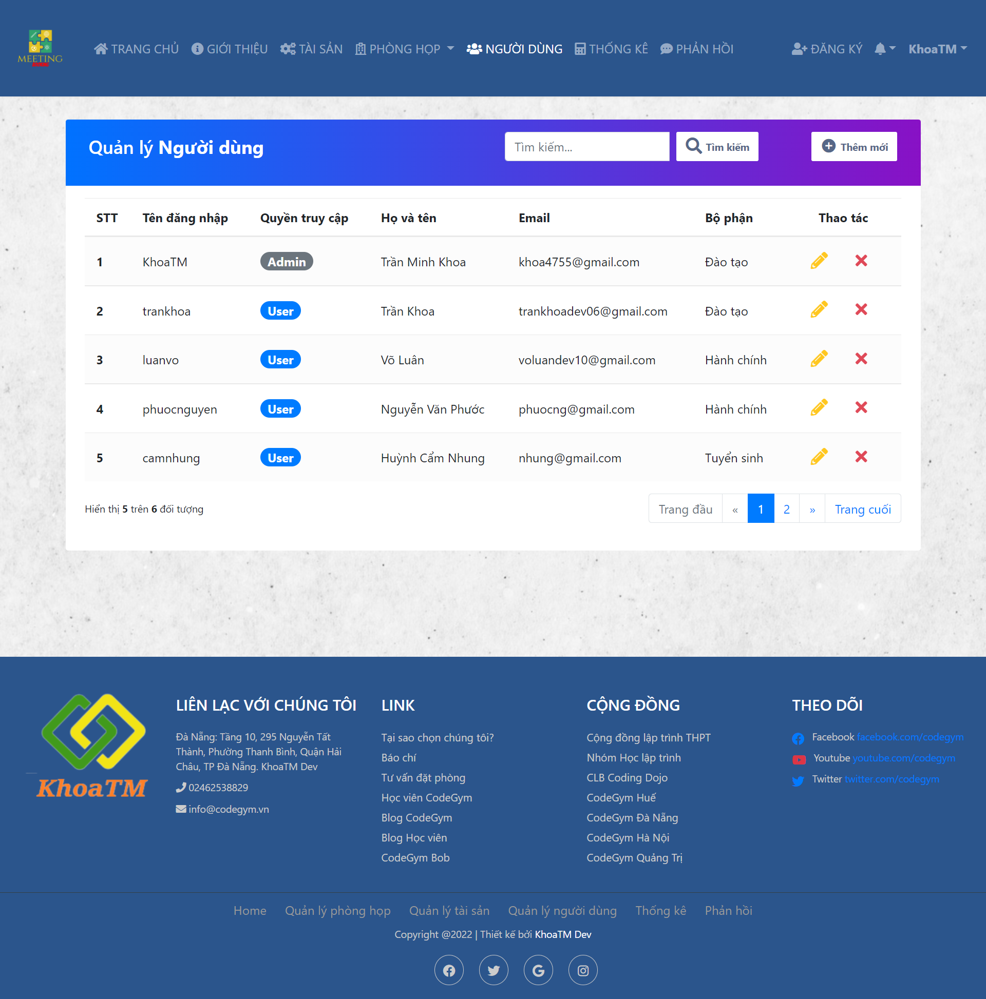 MEETING
TRANG CHỦ
GIỚI THIỆU
TÀI SẢN
PHÒNG HỌP
NGƯỜI DÙNG
THỐNG KÊ
PHẢN HỒI
ĐĂNG KÝ
KhoaTM
Quản lý Người dùng
Tìm kiếm...
Tìm kiếm
Thêm mới
STT Tên đăng nhập Quyền truy cập Họ và tên Email Bộ phận Thao tác
1 KhoaTM Admin Trần Minh Khoa khoa4755@gmail.com Đào tạo
2 trankhoa User Trần Khoa trankhoadev06@gmail.com Đào tạo
3 luanvo User Võ Luân voluandev10@gmail.com Hành chính
4 phuocnguyen User Nguyễn Văn Phước phuocng@gmail.com Hành chính
5 camnhung User Huỳnh Cẩm Nhung nhung@gmail.com Tuyển sinh
Hiển thị 5 trên 6 đối tượng
Trang đầu « 1 2 » Trang cuối
KhoaTM
LIÊN LẠC VỚI CHÚNG TÔI
Đà Nẵng: Tầng 10, 295 Nguyễn Tất
Thành, Phường Thanh Bình, Quận Hải
Châu, TP Đà Nẵng. KhoaTM Dev
02462538829
info@codegym.vn
LINK
Tại sao chọn chúng tôi?
Báo chí
Tư vấn đặt phòng
Học viên CodeGym
Blog CodeGym
Blog Học viên
CodeGym Bob
CỘNG ĐỒNG
Cộng đồng lập trình THPT
Nhóm Học lập trình
CLB Coding Dojo
CodeGym Huế
CodeGym Đà Nẵng
CodeGym Hà Nội
CodeGym Quảng Trị
THEO DÕI
Facebook facebook.com/codegym
Youtube youtube.com/codegym
Twitter twitter.com/codegym
Home Quản lý phòng họp Quản lý tài sản Quản lý người dùng Thống kê Phản hồi
Copyright @2022 | Thiết kế bởi KhoaTM Dev